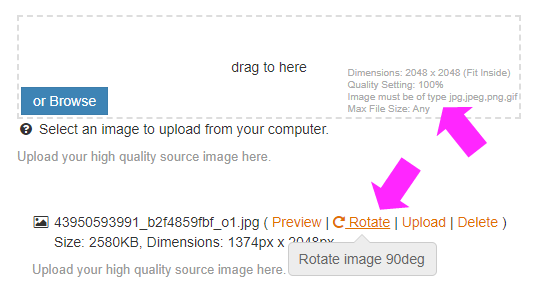 drag to here
Dimensions: 2048 x 2048 (Fit Inside)
Quality Setting: 100%
Image must be of type jpg,jpeg,png,gif
Max File Size: Any
or Browse
Select an image to upload from your computer.
Upload your high quality source image here.
43950593991_b2f4859fbf_o1.jpg ( Preview | Rotate | Upload | Delete )
Size: 2580KB, Dimensions: 1374px x 2048px
Upload your high quality source image here.
Rotate image 90deg